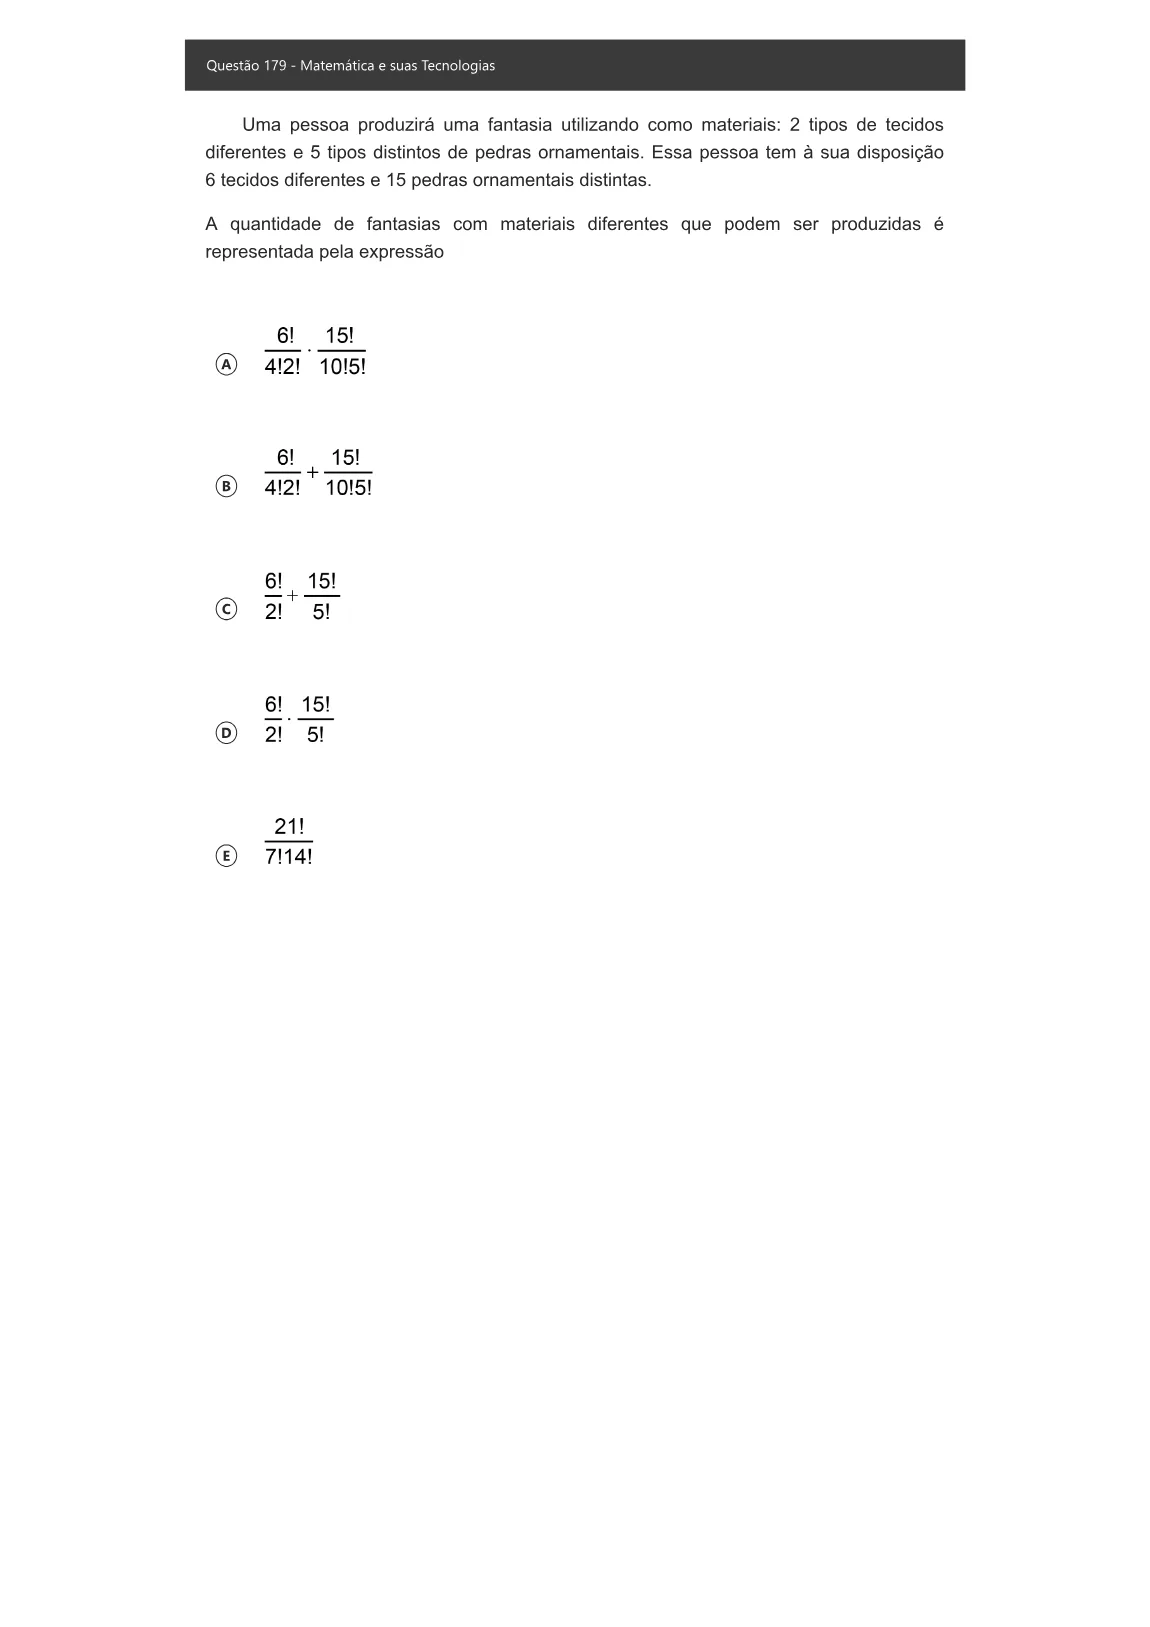 Questão 179 - Matemática e suas Tecnologias
Uma pessoa produzirá uma fantasia utilizando como materiais: 2 tipos de tecidos
diferentes e 5 tipos distintos de pedras ornamentais. Essa pessoa tem à sua disposição
6 tecidos diferentes e 15 pedras ornamentais distintas.
A quantidade de fantasias com materiais diferentes que podem ser produzidas é
representada pela expressão
A 6!/4!2! · 15!/10!5!
B 6!/4!2! + 15!/10!5!
C 6!/2! + 15!/5!
D 6!/2! · 15!/5!
E 21!/7!14!